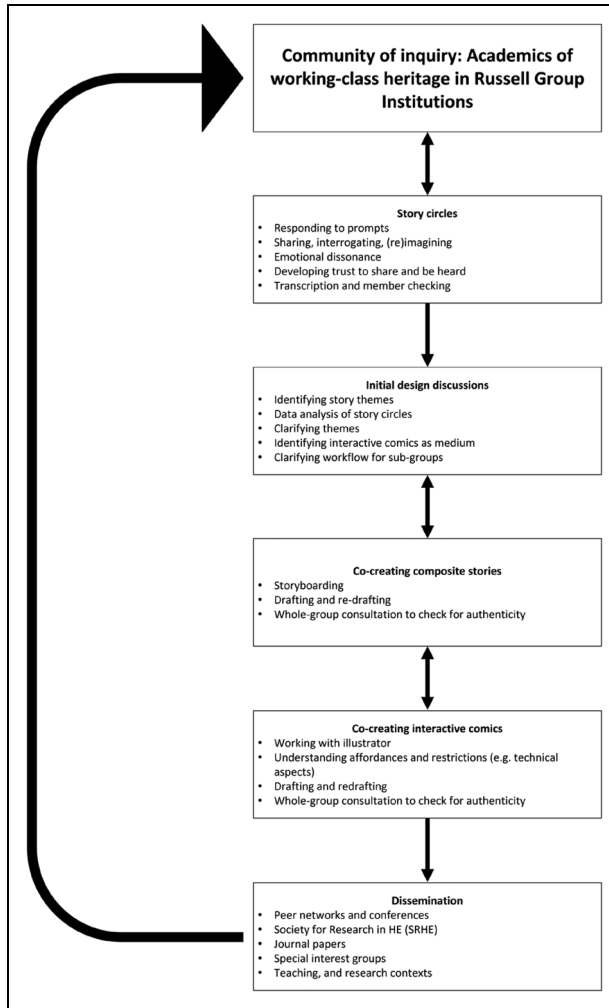 Community of inquiry: Academics of
working-class heritage in Russell Group
Institutions
Story circles
• Responding to prompts
• Sharing, interrogating, (re)imagining
• Emotional dissonance
• Developing trust to share and be heard
• Transcription and member checking
Initial design discussions
• Identifying story themes
• Data analysis of story circles
• Clarifying themes
• Identifying interactive comics as medium
• Clarifying workflow for sub-groups
Co-creating composite stories
• Storyboarding
• Drafting and re-drafting
• Whole-group consultation to check for authenticity
Co-creating interactive comics
• Working with illustrator
• Understanding affordances and restrictions (e.g. technical
aspects)
• Drafting and redrafting
• Whole-group consultation to check for authenticity
Dissemination
• Peer networks and conferences
• Society for Research in HE (SRHE)
• Journal papers
• Special interest groups
• Teaching, and research contexts